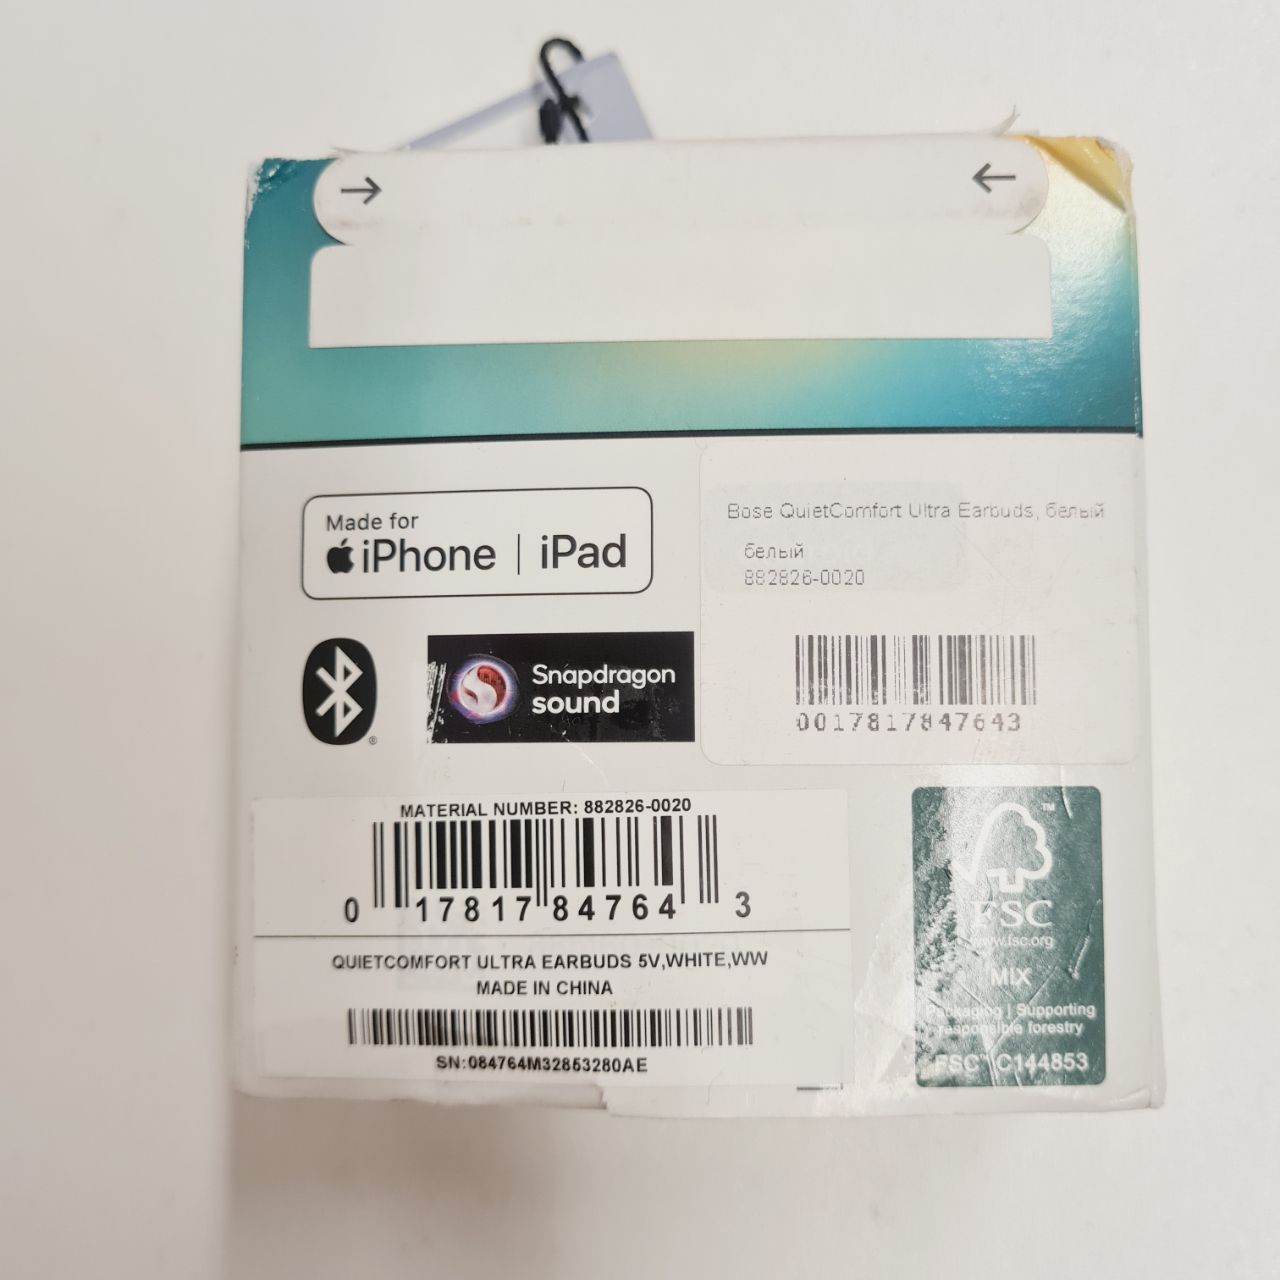 Made for
iPhone | iPad
Snapdragon
sound
Bose QuietComfort Ultra Earbuds, белый
белый
882826-0020
0017817847643
MATERIAL NUMBER: 882826-0020
0 17817 84764 3
QUIETCOMFORT ULTRA EARBUDS 5V,WHITE,WW
MADE IN CHINA
SN:084764M32853280AE
FSC
www.fsc.org
MIX
Packaging | Supporting
responsible forestry
FSC™ C144853